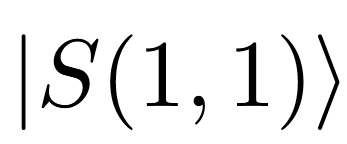 |S(1, 1)⟩